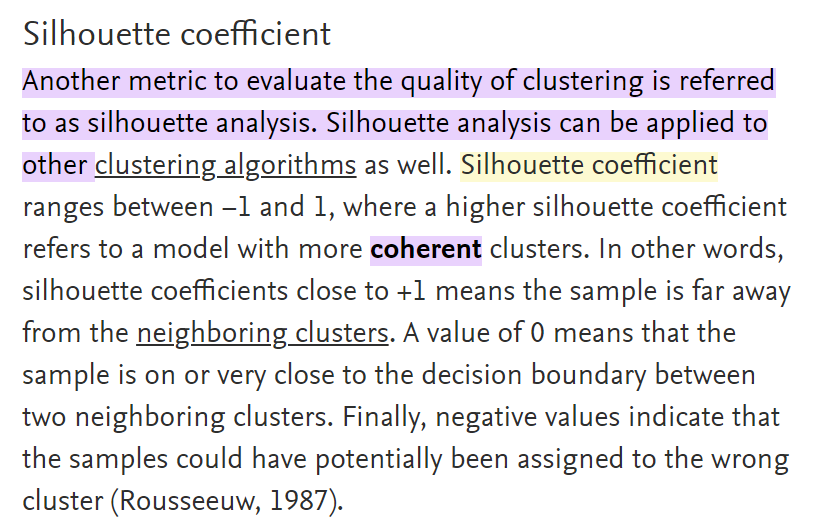 Silhouette coefficient
Another metric to evaluate the quality of clustering is referred
to as silhouette analysis. Silhouette analysis can be applied to
other clustering algorithms as well. Silhouette coefficient
ranges between −1 and 1, where a higher silhouette coefficient
refers to a model with more coherent clusters. In other words,
silhouette coefficients close to +1 means the sample is far away
from the neighboring clusters. A value of 0 means that the
sample is on or very close to the decision boundary between
two neighboring clusters. Finally, negative values indicate that
the samples could have potentially been assigned to the wrong
cluster (Rousseeuw, 1987).